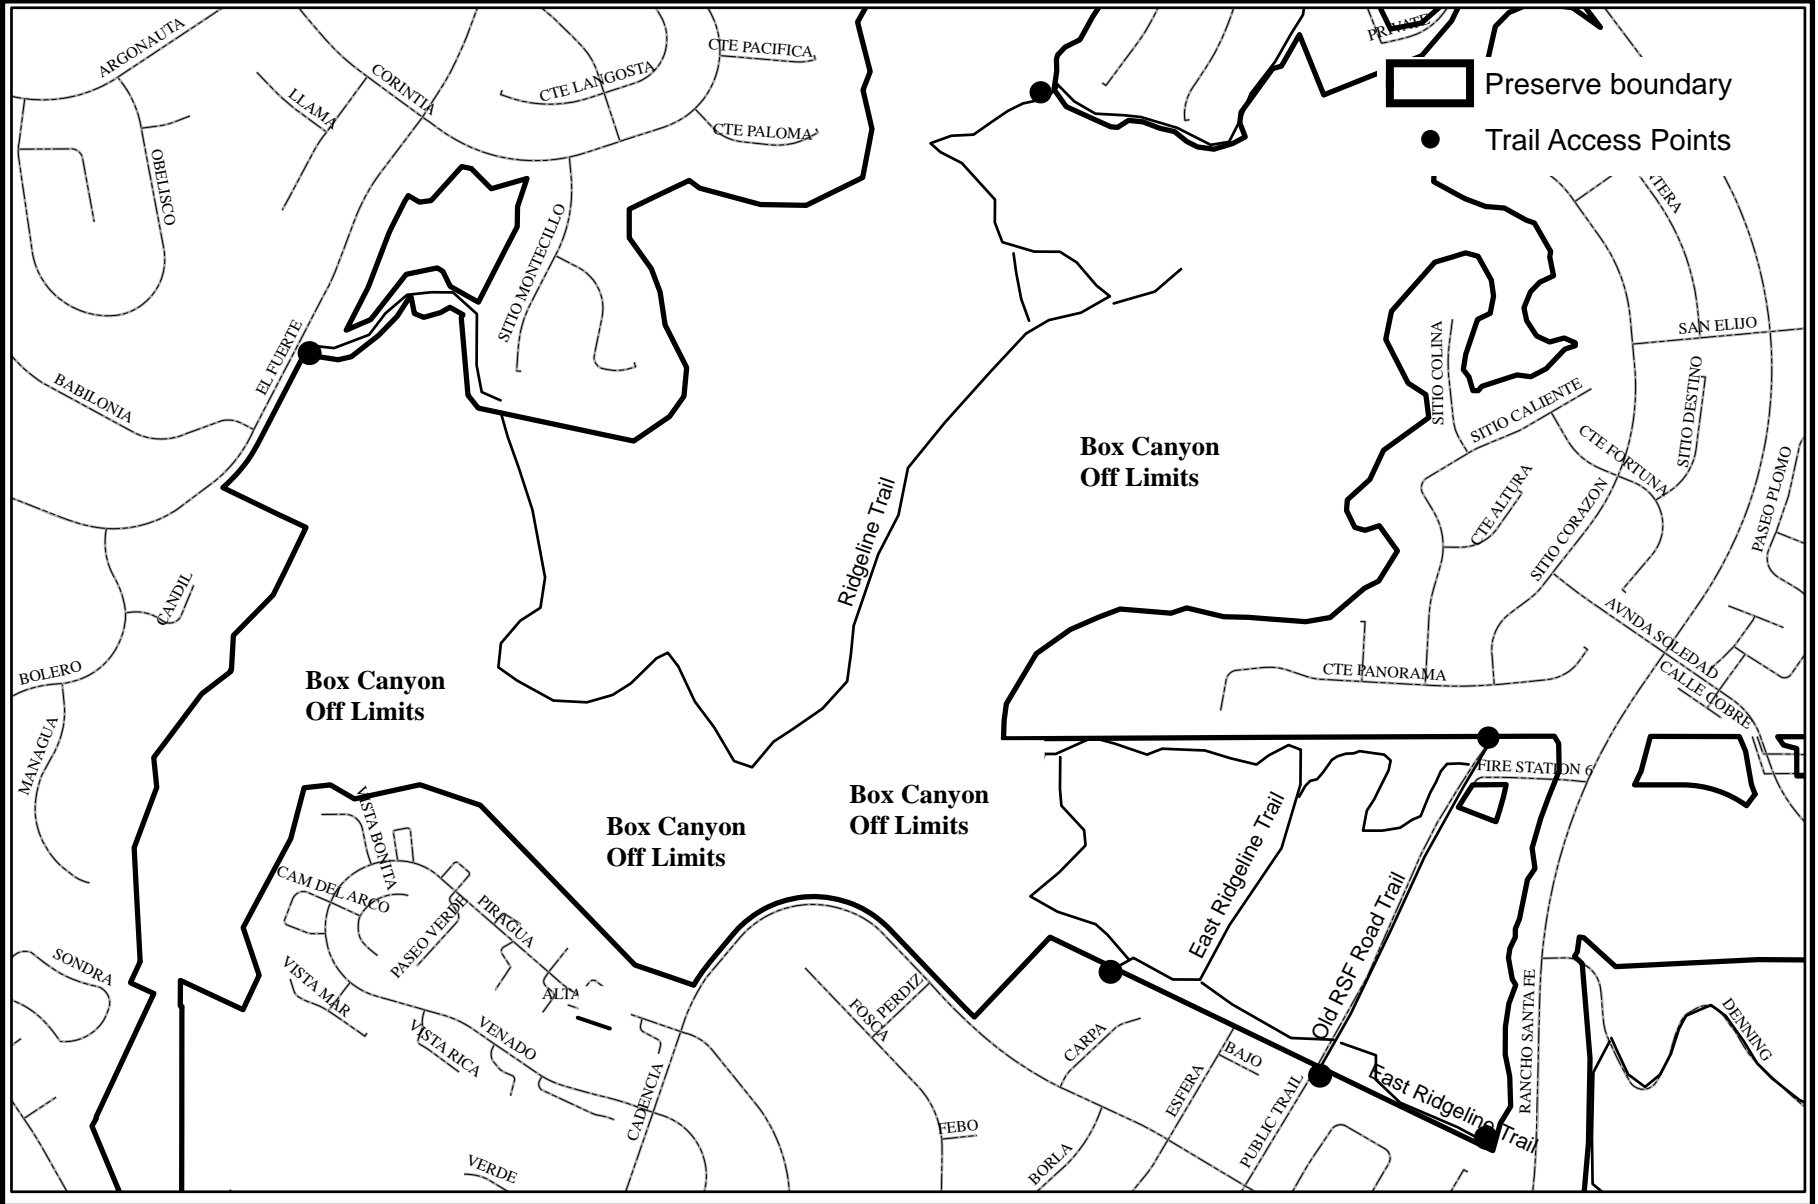 ARGONAUTA
CORINTIA
LLAMA
CTE LANGOSTA
CTE PACIFICA
CTE PALOMA
PRIVATE
Preserve boundary
Trail Access Points
OBELISCO
SITIO MONTECILLO
TERA
SAN ELIJO
EL FUERTE
BABILONIA
SITIO COLINA
SITIO CALIENTE
SITIO DESTINO
CTE FORTUNA
Box Canyon
Off Limits
CTE ALTURA
SITIO CORAZON
PASEO PLOMO
Ridgeline Trail
CANDIL
AVNDA SOLEDAD
BOLERO
CTE PANORAMA
CALLE COBRE
Box Canyon
Off Limits
MANAGUA
FIRE STATION 6
Box Canyon
Off Limits
Box Canyon
Off Limits
VISTA BONITA
CAM DEL ARCO
PASEO VERDE
PIRAGUA
East Ridgeline Trail
Old RSF Road Trail
SONDRA
VISTA MAR
ALTA
VISTA RICA
VENADO
FOSCA
PERDIZ
CARPA
BAJO
ESFERA
PUBLIC TRAIL
East Ridgeline Trail
RANCHO SANTA FE
DENNING
CADENCIA
FEBO
BORLA
VERDE